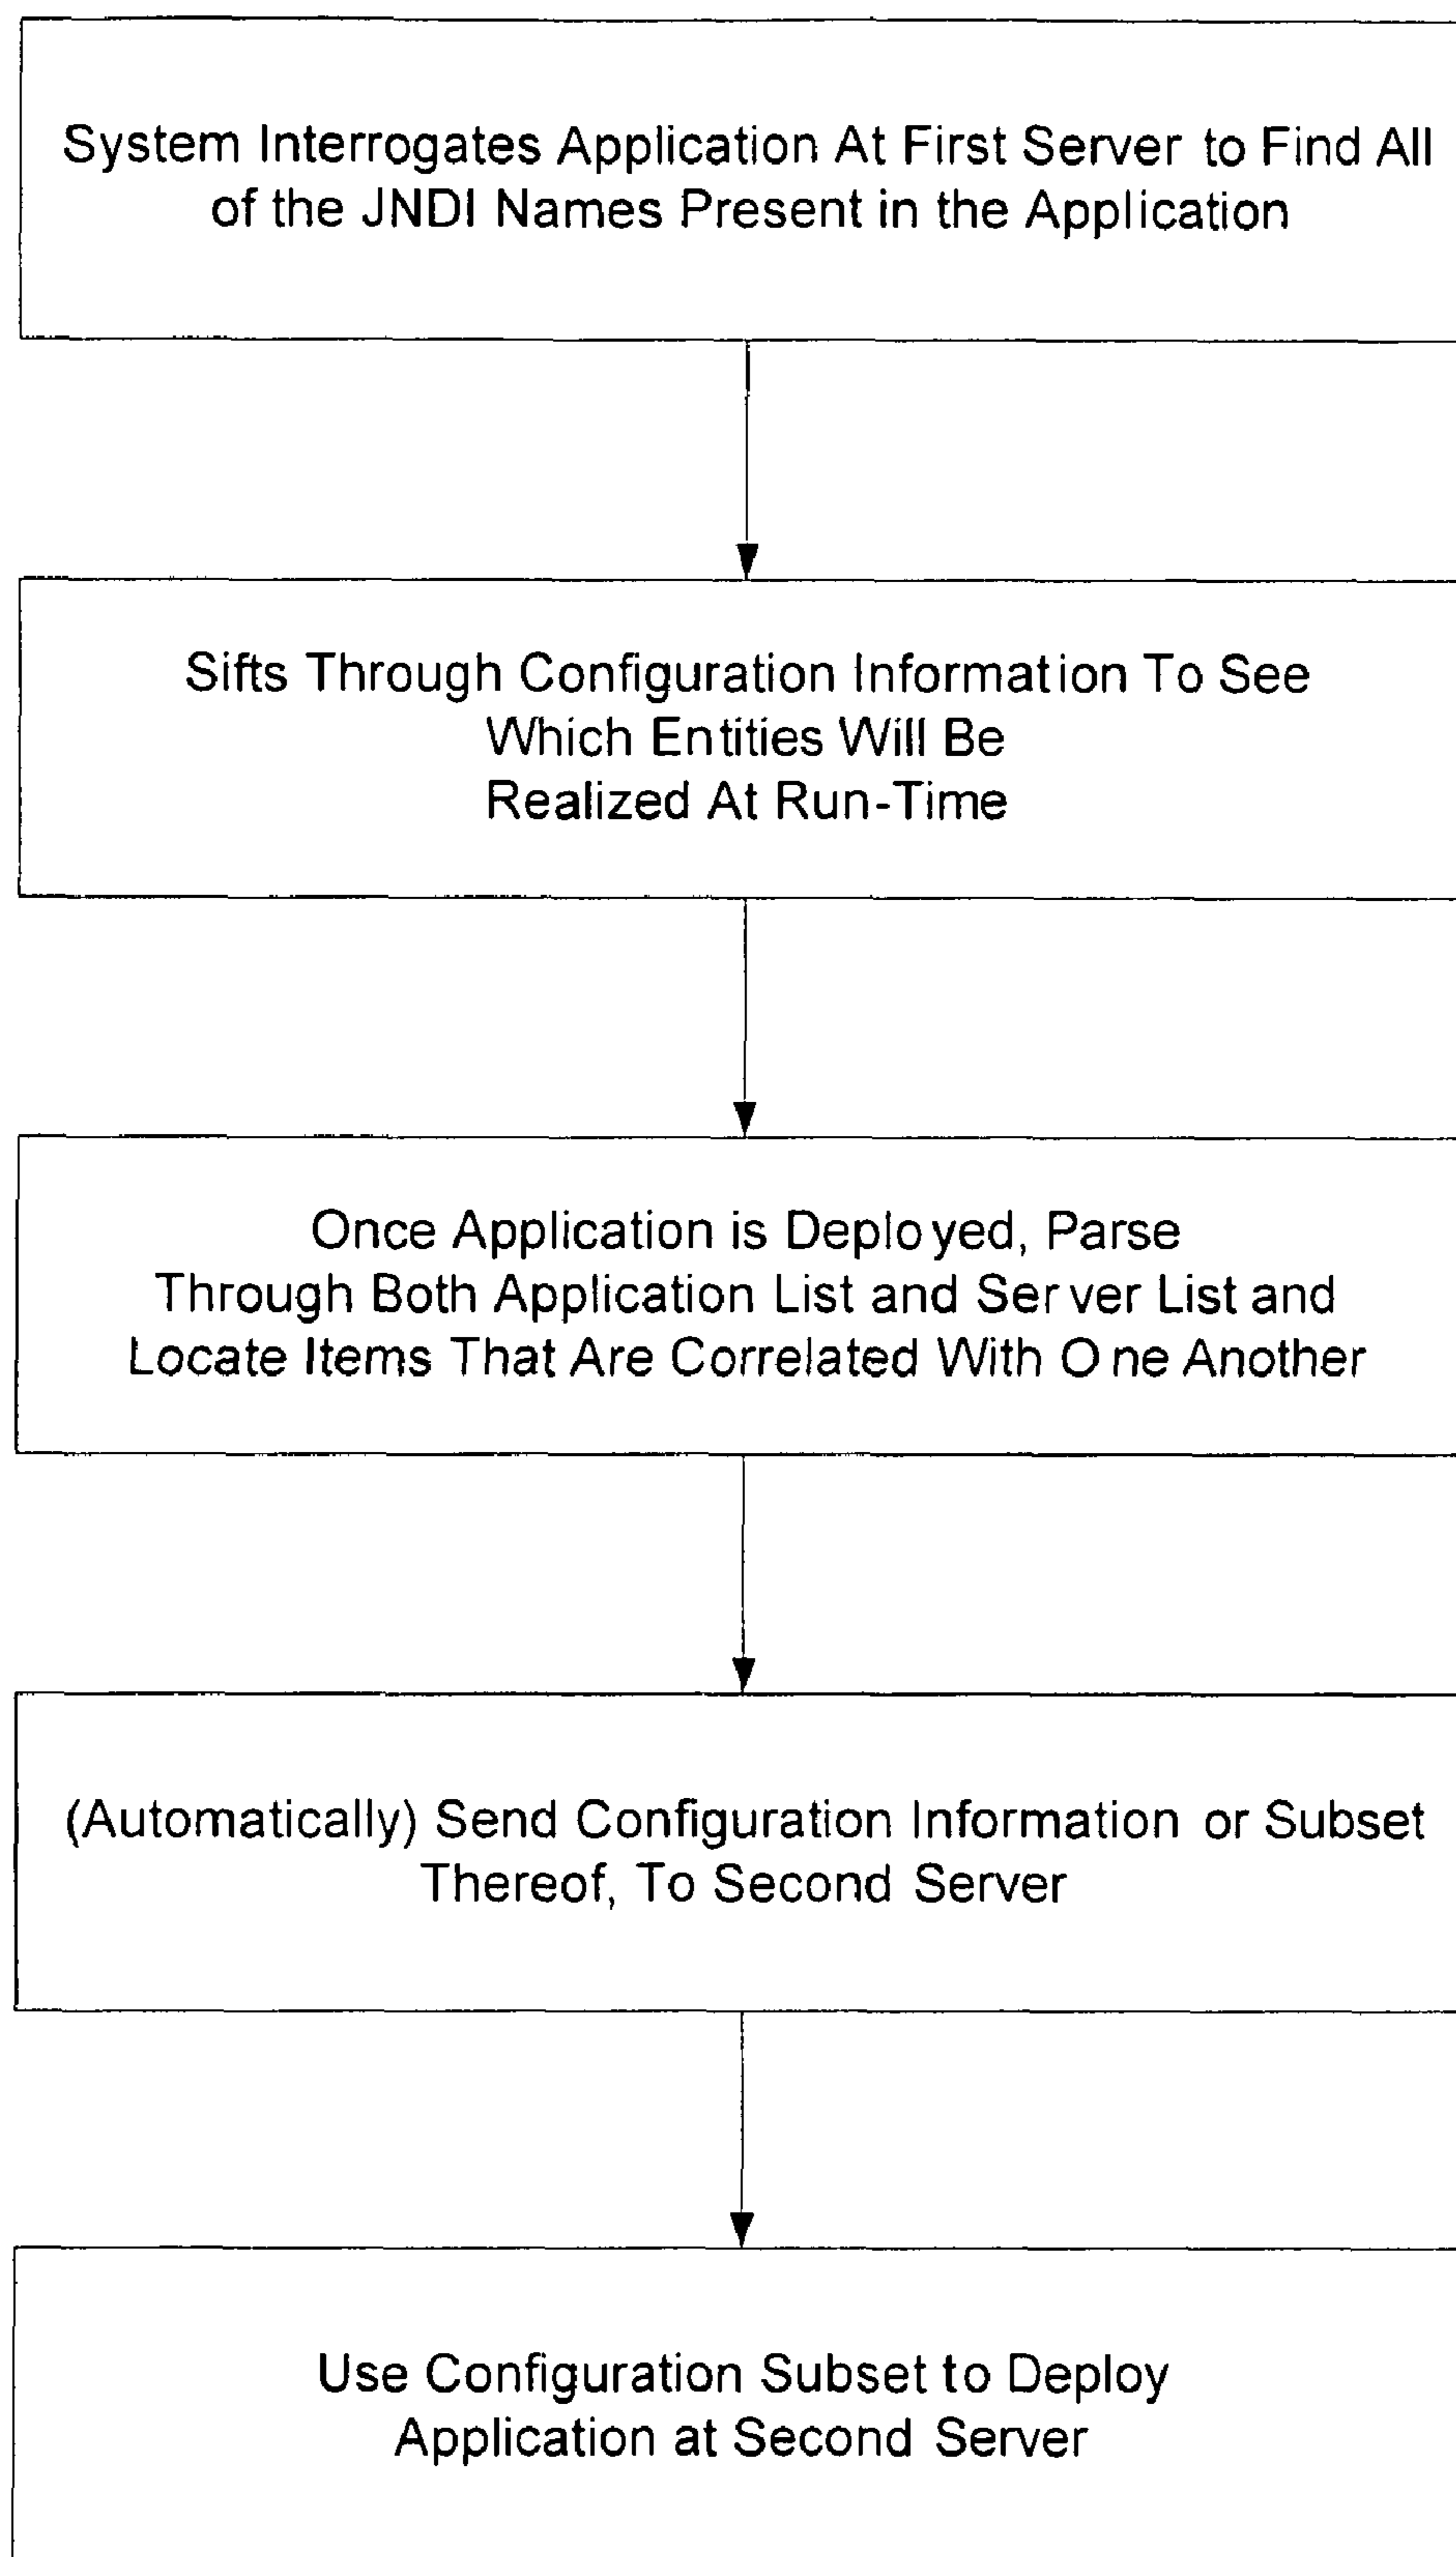 System Interrogates Application At First Server to Find All
of the JNDI Names Present in the Application
Sifts Through Configuration Information To See
Which Entities Will Be
Realized At Run-Time
Once Application is Deployed, Parse
Through Both Application List and Server List and
Locate Items That Are Correlated With One Another
(Automatically) Send Configuration Information or Subset
Thereof, To Second Server
Use Configuration Subset to Deploy
Application at Second Server